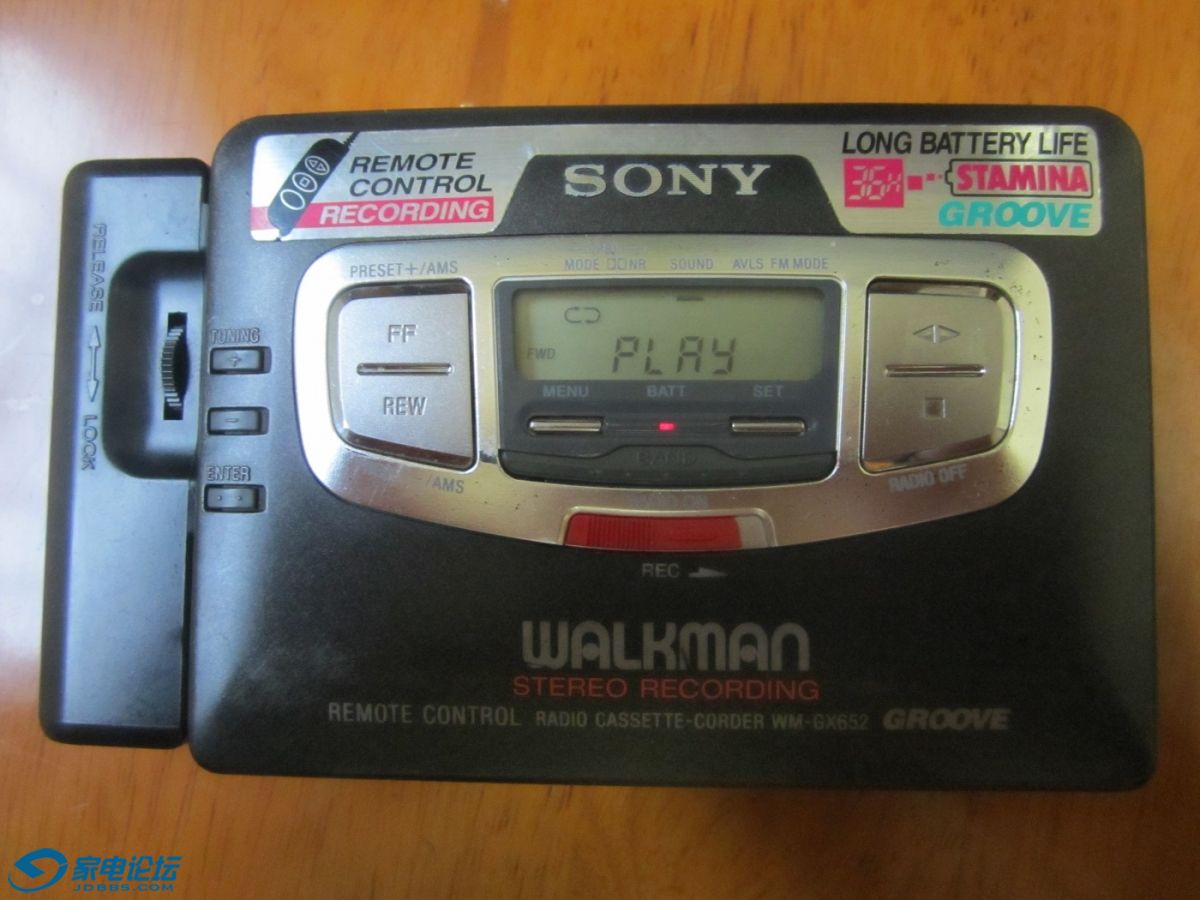 REMOTE
CONTROL
RECORDING
SONY
LONG BATTERY LIFE
36H
STAMINA
GROOVE
RELEASE
LOCK
PRESET+/AMS
MODE NR SOUND AVLS FM MODE
FF
REW
/AMS
TUNING
+
-
ENTER
FWD
PLAY
MENU BATT SET
BAND
RADIO OFF
REC
WALKMAN
STEREO RECORDING
REMOTE CONTROL RADIO CASSETTE-CORDER WM-GX652 GROOVE
家电论坛
JDBBS.COM